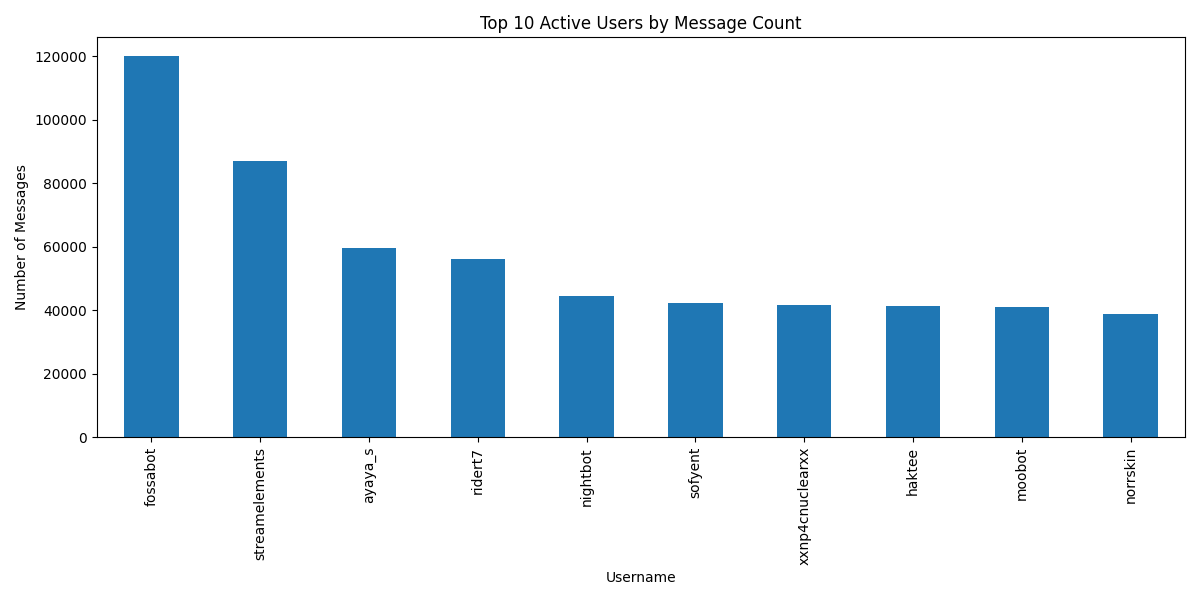 Top 10 Active Users by Message Count
Number of Messages
120000
100000
80000
60000
40000
20000
0
fossabot
streamelements
ayaya_s
ridert7
nightbot
sofyent
xxnp4cnuclearxx
haktee
moobot
norrskin
Username